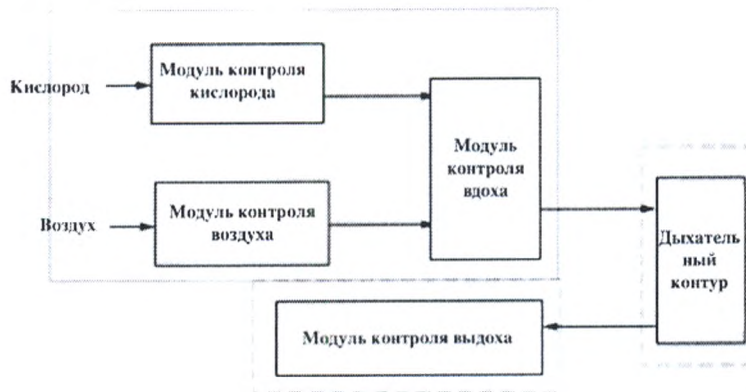 Кислород
Модуль контроля
кислорода
Воздух
Модуль контроля
воздуха
Модуль
контроля
вдоха
Дыхатель
ный
контур
Модуль контроля выдоха